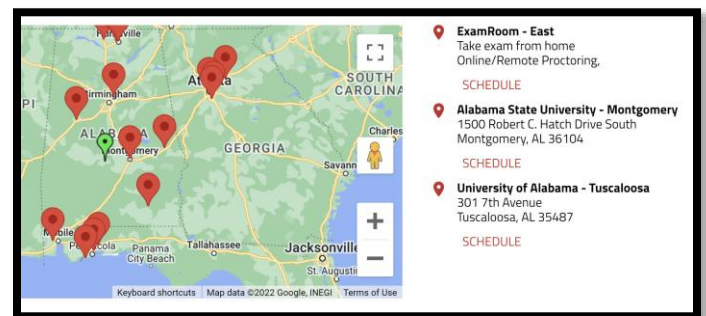 ville
Birmingham
SOUTH
CAROLINA
Montgomery
GEORGIA
Charles
Savann
Mobile
Panama
City Beach
Tallahassee
Jacksonville
St. Augusti
Keyboard shortcuts
Map data ©2022 Google, INEGI
Terms of Use
ExamRoom - East
Take exam from home
Online/Remote Proctoring,
SCHEDULE
Alabama State University - Montgomery
1500 Robert C. Hatch Drive South
Montgomery, AL 36104
SCHEDULE
University of Alabama - Tuscaloosa
301 7th Avenue
Tuscaloosa, AL 35487
SCHEDULE